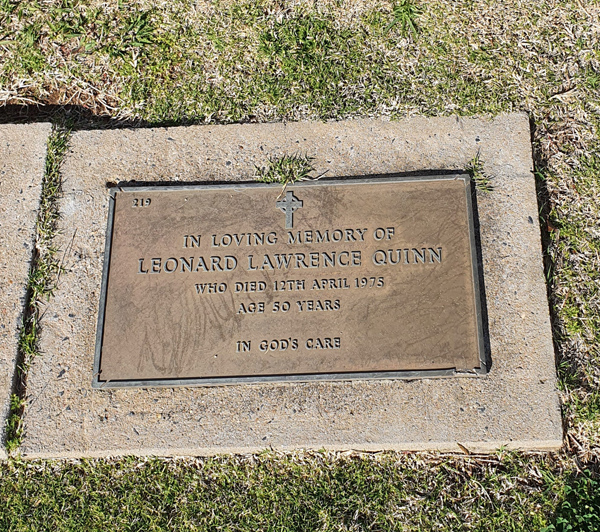 219
IN LOVING MEMORY OF
LEONARD LAWRENCE QUINN
WHO DIED 12TH APRIL 1975
AGE 50 YEARS
IN GOD'S CARE